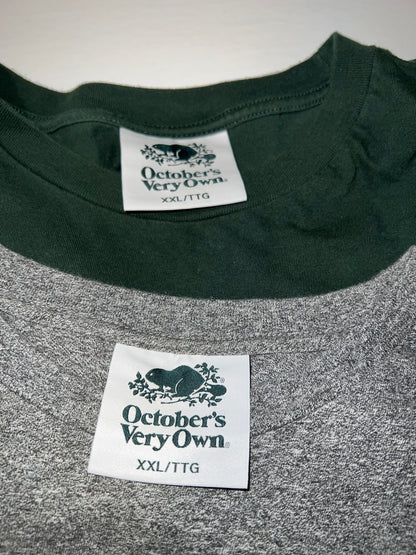 October's
Very Own®
XXL/TTG
®
October's
Very Own®
XXL/TTG